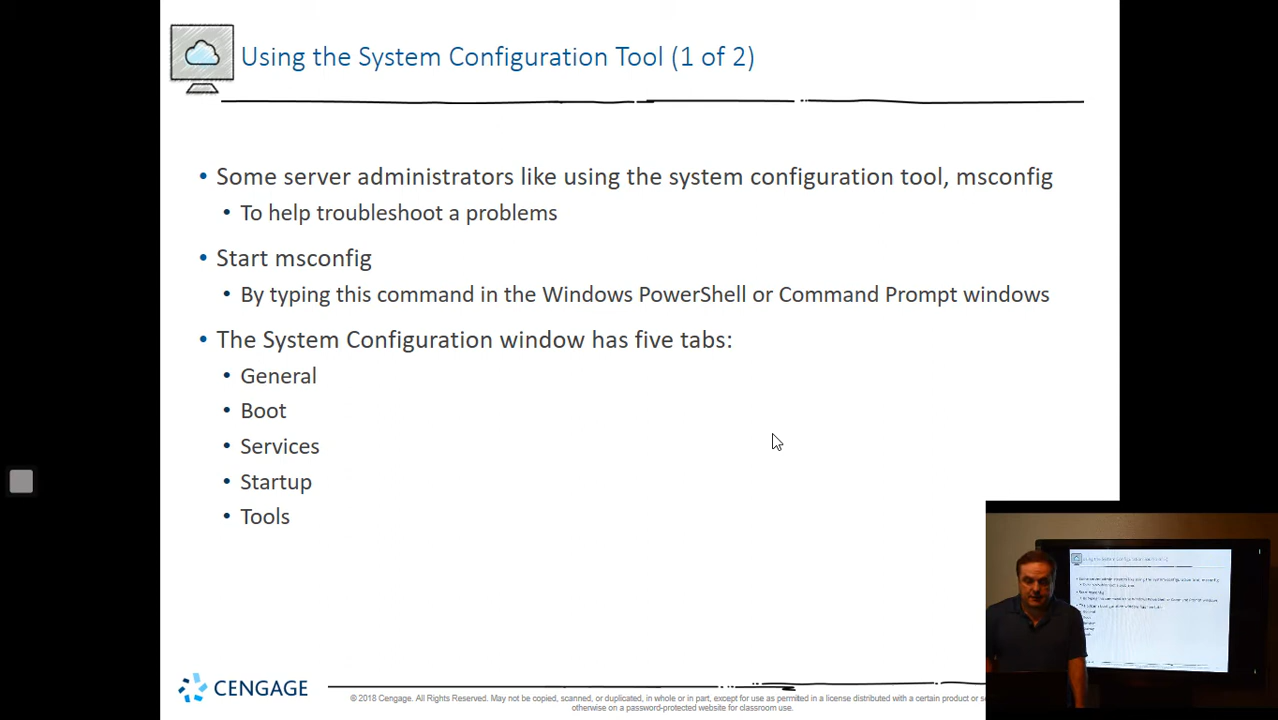 Using the System Configuration Tool (1 of 2)
• Some server administrators like using the system configuration tool, msconfig
• To help troubleshoot a problems
• Start msconfig
• By typing this command in the Windows PowerShell or Command Prompt windows
• The System Configuration window has five tabs:
• General
• Boot
• Services
• Startup
• Tools
CENGAGE
© 2018 Cengage. All Rights Reserved. May not be copied, scanned, or duplicated, in whole or in part, except for use as permitted in a license distributed with a certain product or
otherwise on a password-protected website for classroom use.